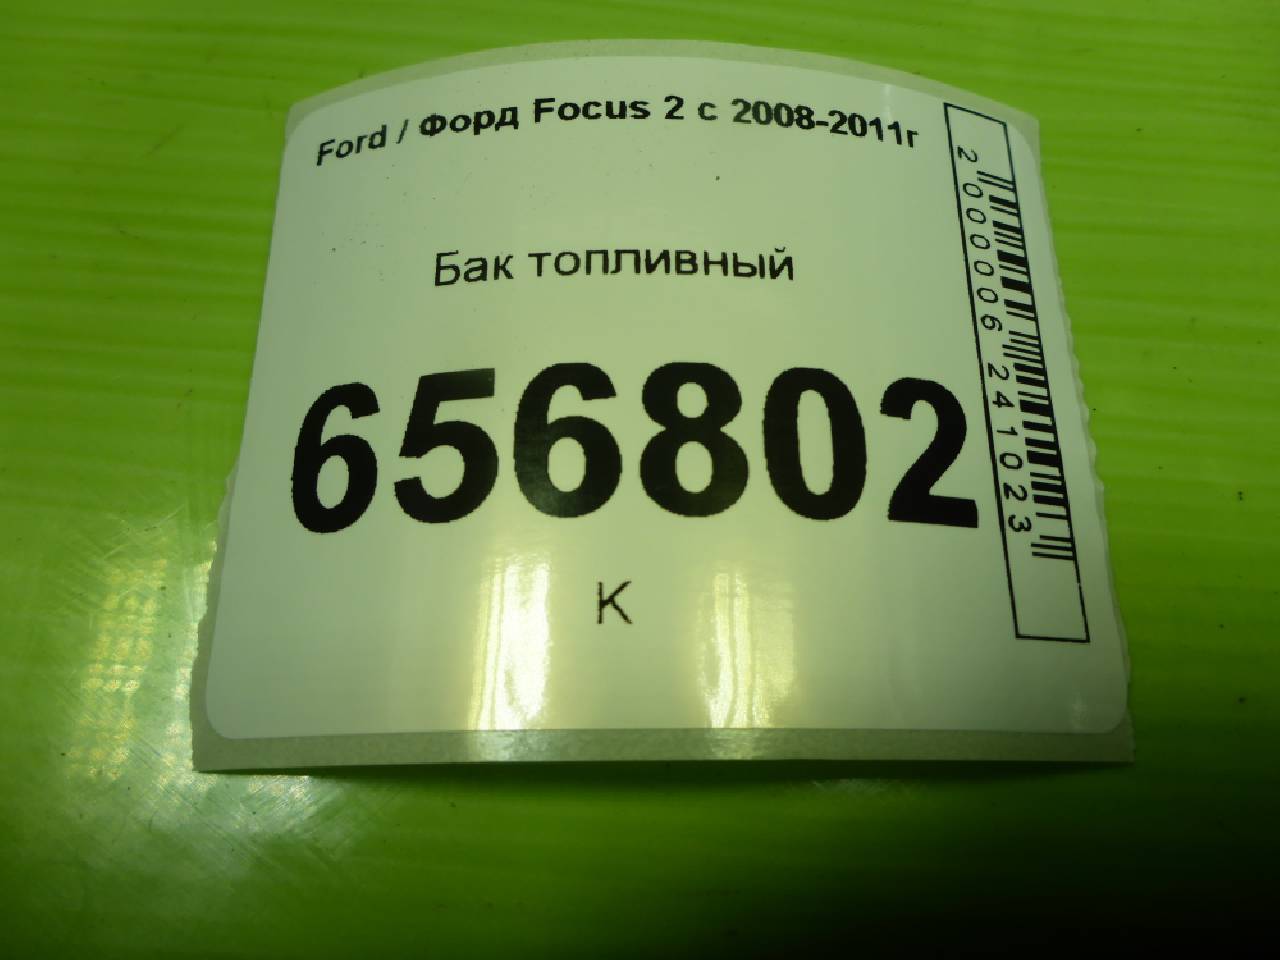 Ford / Форд Focus 2 с 2008-2011г
Бак топливный
656802
К
2000006241023